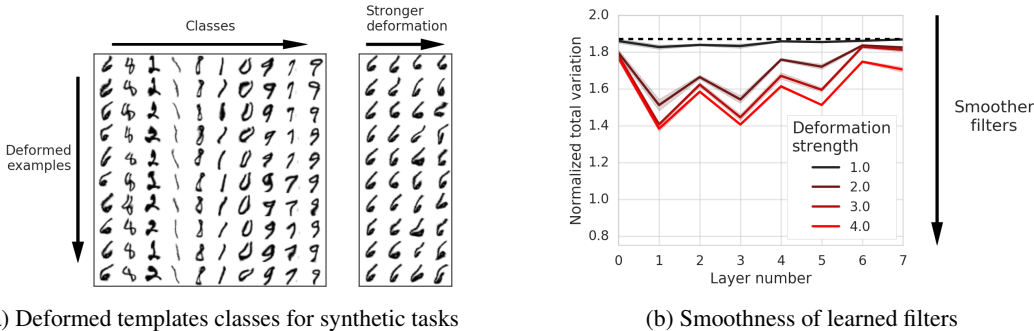 Classes
Stronger
deformation
Deformed
examples
Normalized total variation
2.0
1.8
1.6
1.4
1.2
1.0
0.8
0 1 2 3 4 5 6 7
Layer number
Deformation
strength
1.0
2.0
3.0
4.0
Smoother
filters
) Deformed templates classes for synthetic tasks
(b) Smoothness of learned filters